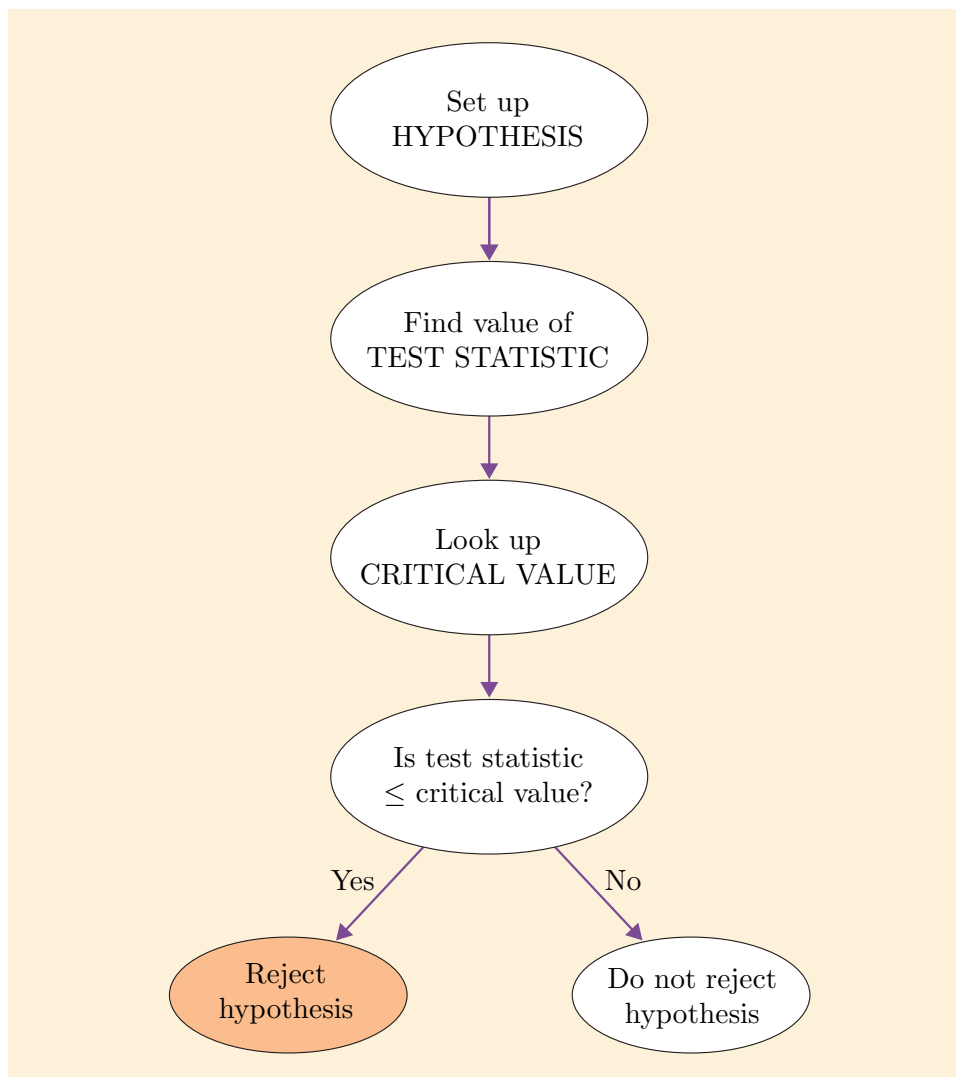 Set up
HYPOTHESIS
Find value of
TEST STATISTIC
Look up
CRITICAL VALUE
Is test statistic
≤ critical value?
Yes
No
Reject
hypothesis
Do not reject
hypothesis